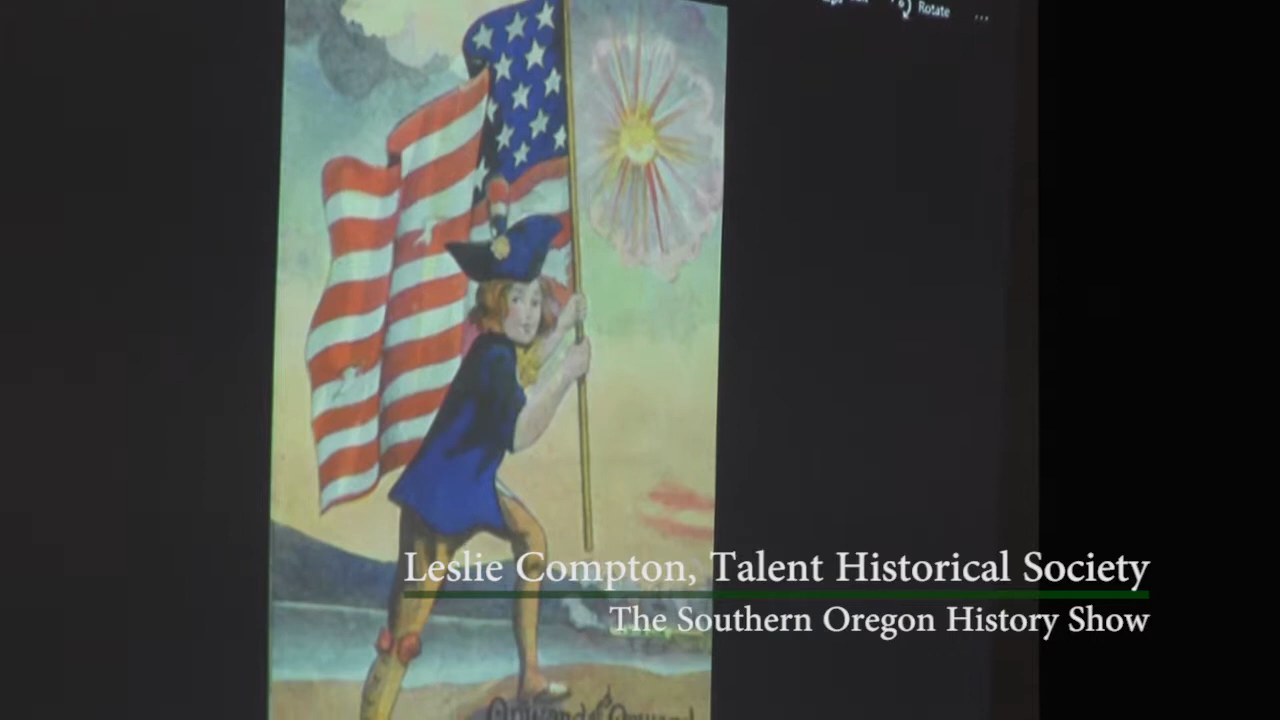 Rotate
...
Leslie Compton, Talent Historical Society
The Southern Oregon History Show